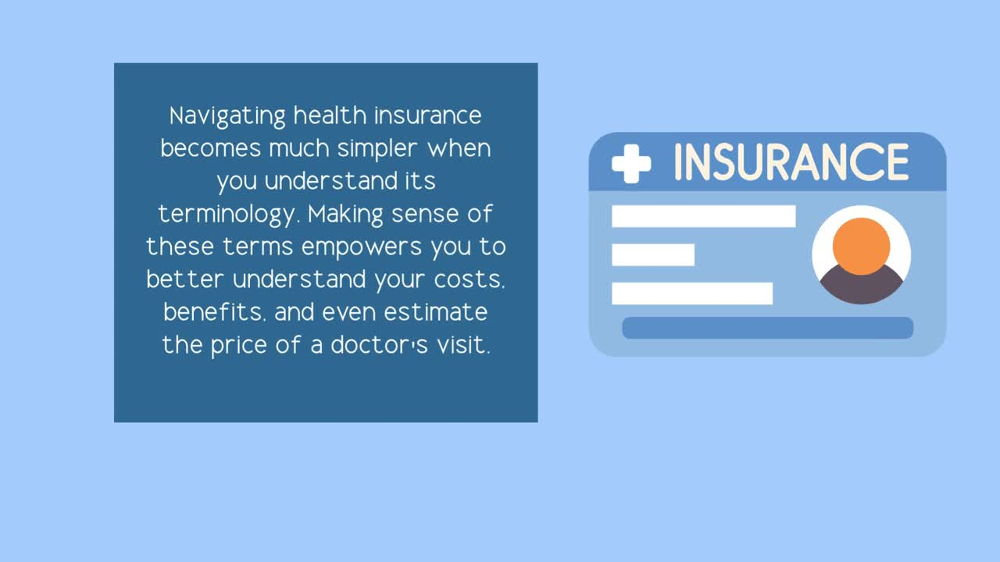 Navigating health insurance
becomes much simpler when
you understand its
terminology. Making sense of
these terms empowers you to
better understand your costs,
benefits, and even estimate
the price of a doctor's visit.
INSURANCE